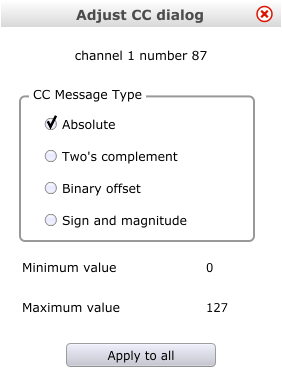 Adjust CC dialog
channel 1 number 87
CC Message Type
Absolute
Two's complement
Binary offset
Sign and magnitude
Minimum value 0
Maximum value 127
Apply to all